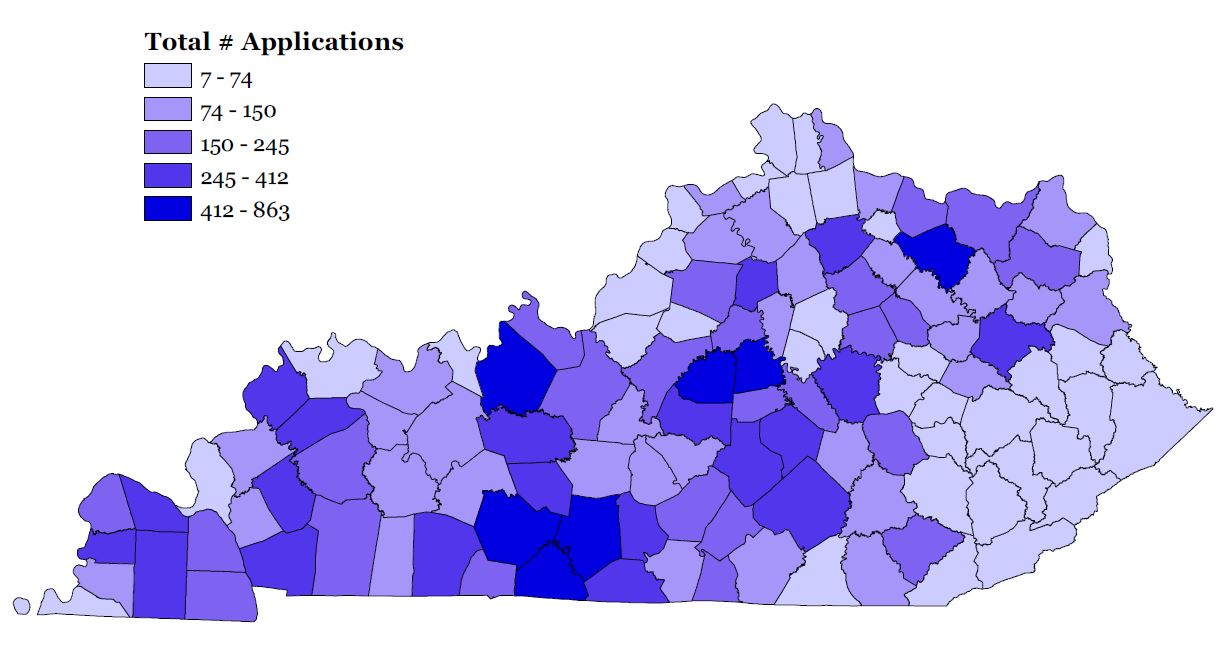 Total # Applications
7 - 74
74 - 150
150 - 245
245 - 412
412 - 863